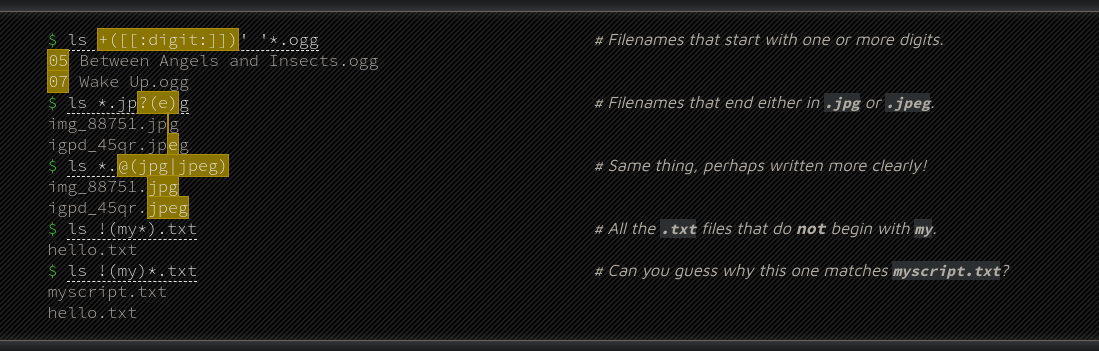 $ ls +([[:digit:]])' '*.ogg # Filenames that start with one or more digits.
05 Between Angels and Insects.ogg
07 Wake Up.ogg
$ ls *.jp?(e)g # Filenames that end either in .jpg or .jpeg.
img_88751.jpg
igpd_45qr.jpeg
$ ls *.@(jpg|jpeg) # Same thing, perhaps written more clearly!
img_88751.jpg
igpd_45qr.jpeg
$ ls !(my*).txt # All the .txt files that do not begin with my.
hello.txt
$ ls !(my)*.txt # Can you guess why this one matches myscript.txt?
myscript.txt
hello.txt